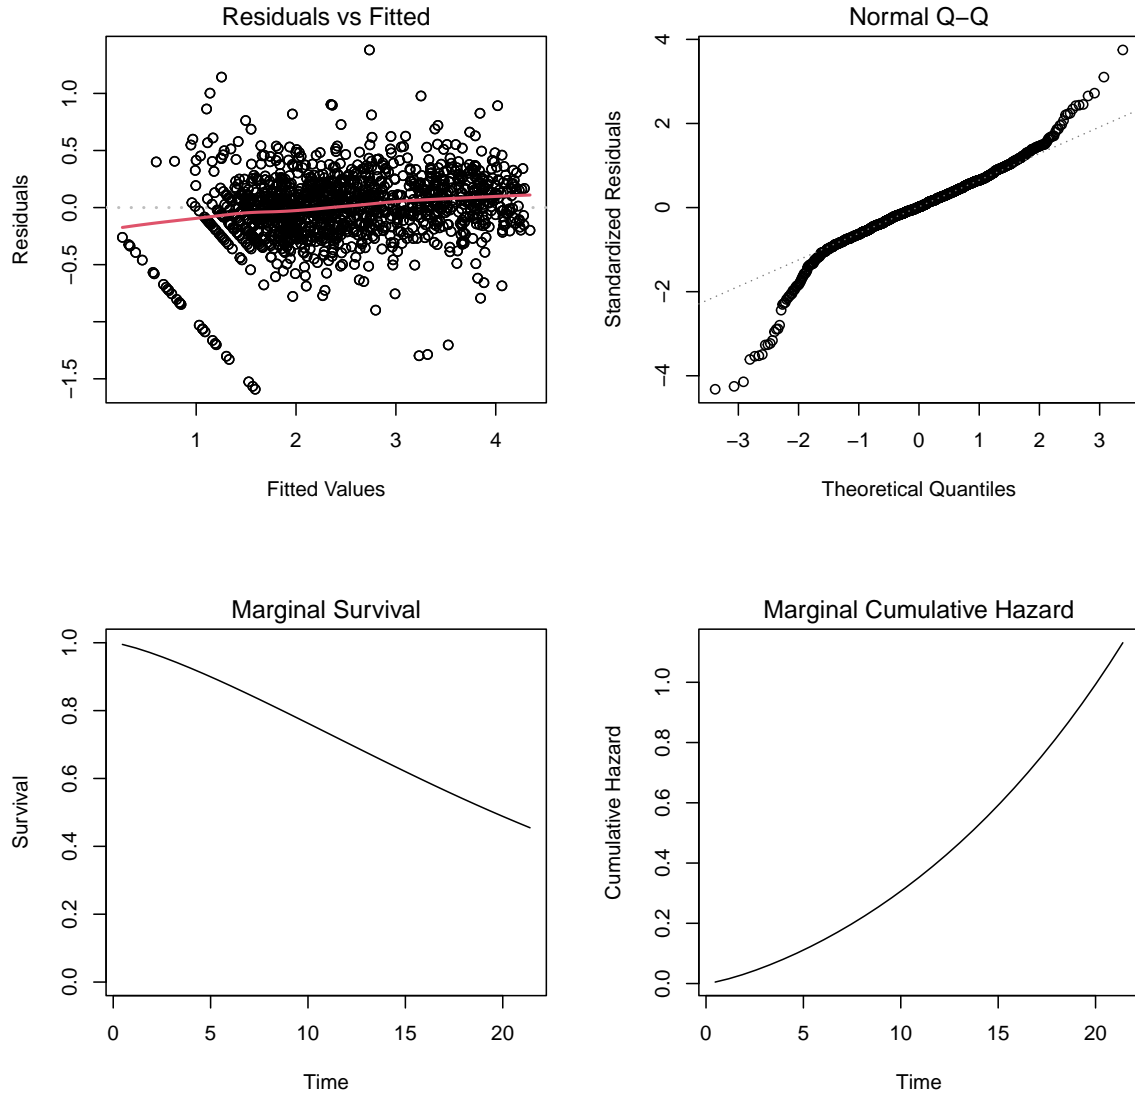 Residuals vs Fitted
Residuals
1.0
0.5
0.0
−0.5
−1.5
1 2 3 4
Fitted Values
Normal Q−Q
Standardized Residuals
4
2
0
−2
−4
−3 −2 −1 0 1 2 3
Theoretical Quantiles
Marginal Survival
Survival
1.0
0.8
0.6
0.4
0.2
0.0
0 5 10 15 20
Time
Marginal Cumulative Hazard
Cumulative Hazard
1.0
0.8
0.6
0.4
0.2
0.0
0 5 10 15 20
Time